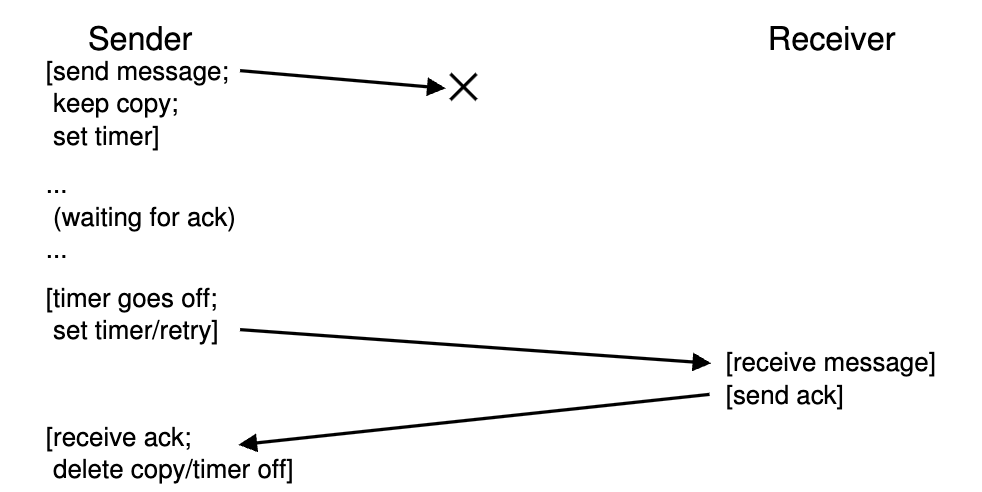 Sender
Receiver
[send message;
keep copy;
set timer]
...
(waiting for ack)
...
[timer goes off;
set timer/retry]
[receive message]
[send ack]
[receive ack;
delete copy/timer off]